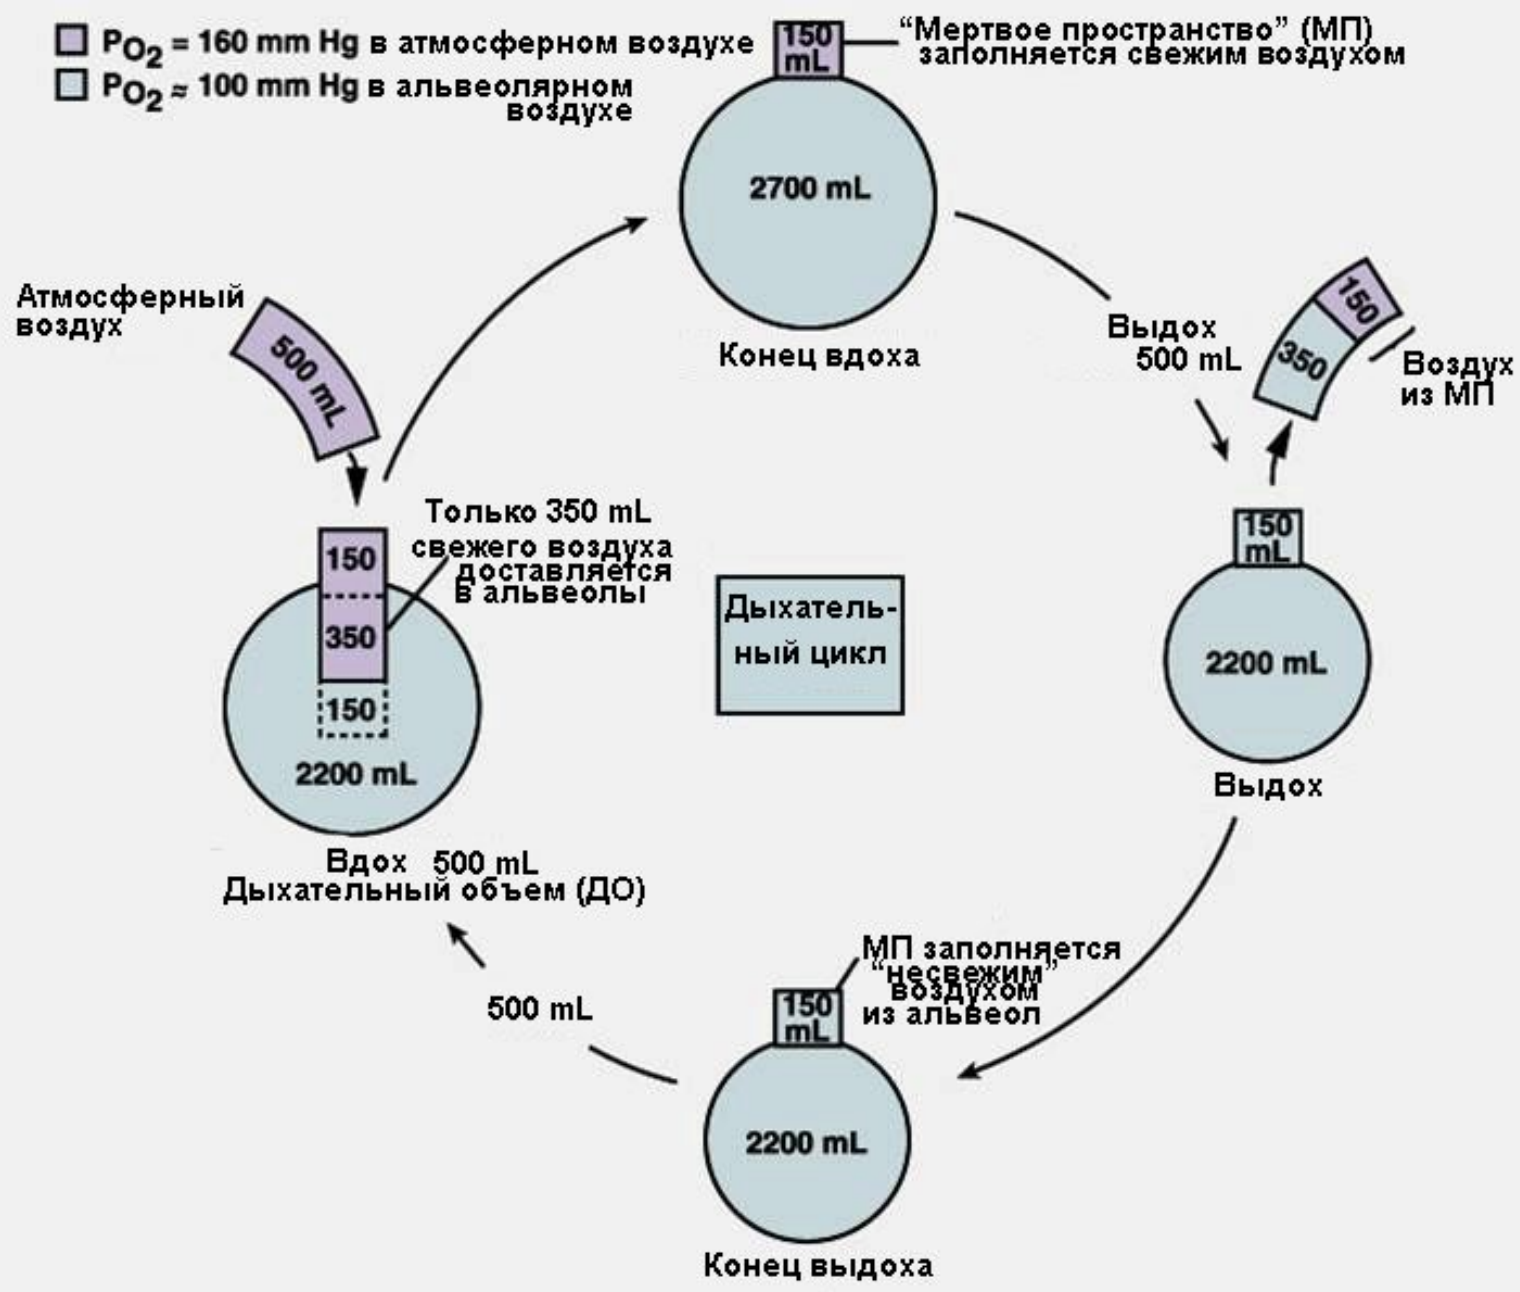 P O2 = 160 mm Hg в атмосферном воздухе
P O2 ≈ 100 mm Hg в альвеолярном
воздухе
150
mL
“Мертвое пространство” (МП)
заполняется свежим воздухом
2700 mL
Конец вдоха
Выдох
500 mL
150
350
Воздух
из МП
150
mL
2200 mL
Выдох
МП заполняется
“несвежим”
воздухом
из альвеол
150
mL
2200 mL
Конец выдоха
500 mL
Атмосферный
воздух
500 mL
Только 350 mL
свежего воздуха
доставляется
в альвеолы
150
350
150
2200 mL
Вдох 500 mL
Дыхательный объем (ДО)
Дыхатель-
ный цикл